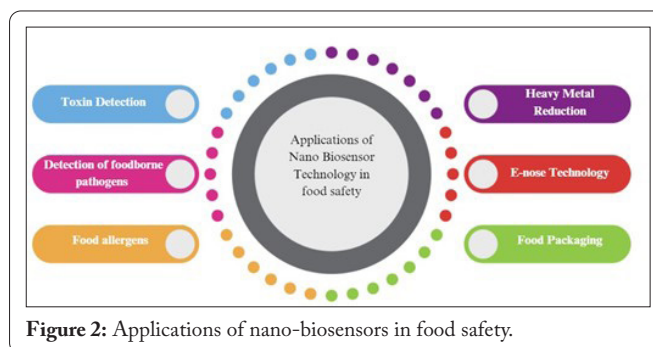 Toxin Detection
Detection of foodborne
pathogens
Food allergens
Applications of
Nano Biosensor
Technology in
food safety
Heavy Metal
Reduction
E-nose Technology
Food Packaging
Figure 2: Applications of nano-biosensors in food safety.